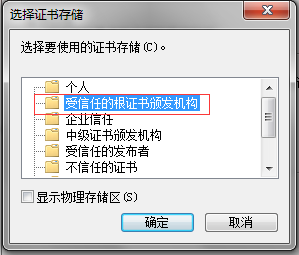 选择证书存储
选择要使用的证书存储(C)。
个人
受信任的根证书颁发机构
企业信任
中级证书颁发机构
受信任的发布者
不信任的证书
显示物理存储区(S)
确定
取消